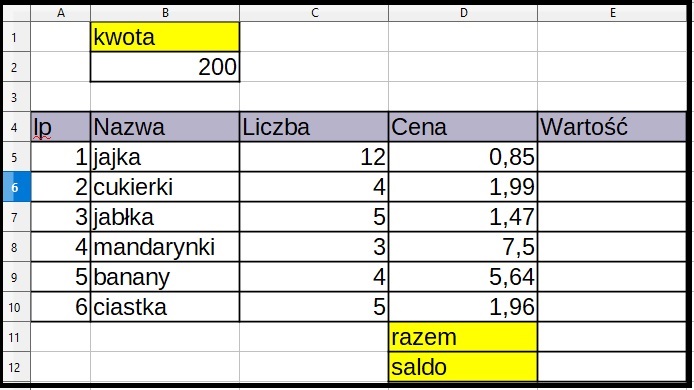 A B C D E
1 kwota
2 200
3
4 lp Nazwa Liczba Cena Wartość
5 1 jajka 12 0,85
6 2 cukierki 4 1,99
7 3 jabłka 5 1,47
8 4 mandarynki 3 7,5
9 5 banany 4 5,64
10 6 ciastka 5 1,96
11 razem
12 saldo